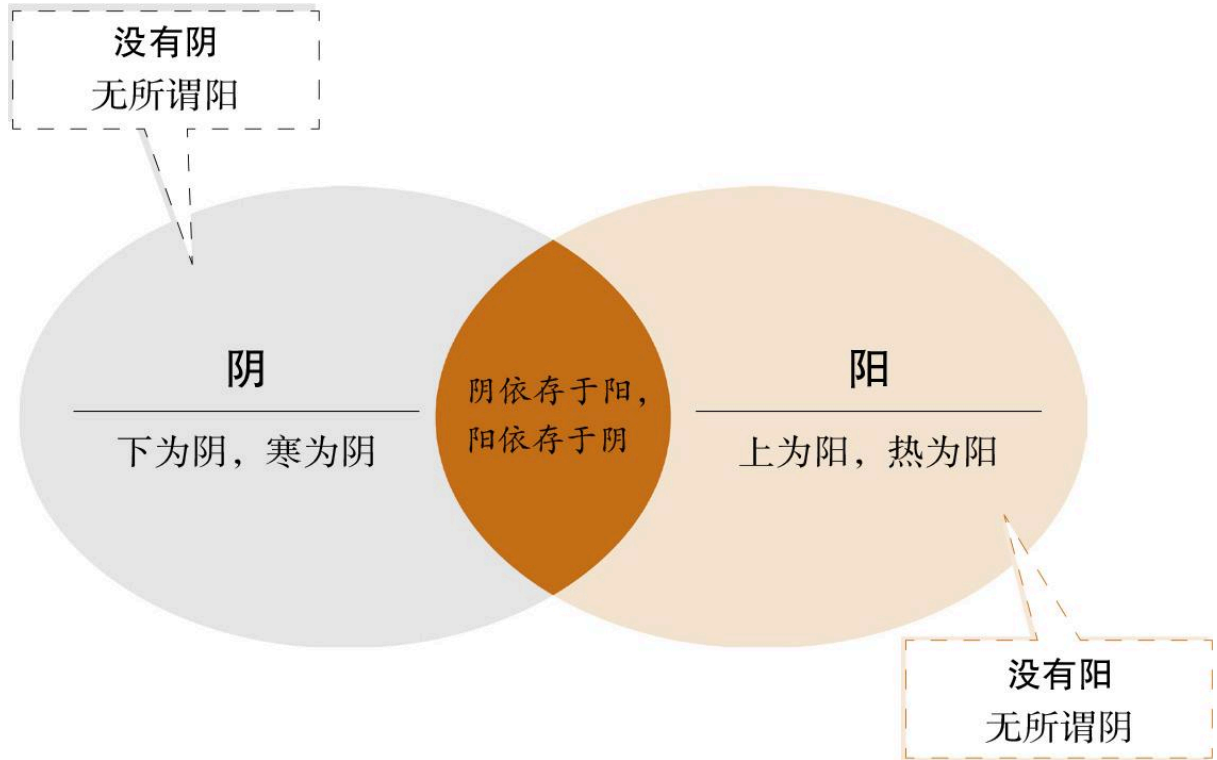 没有阴
无所谓阳
阴
下为阴，寒为阴
阴依存于阳，
阳依存于阴
阳
上为阳，热为阳
没有阳
无所谓阴